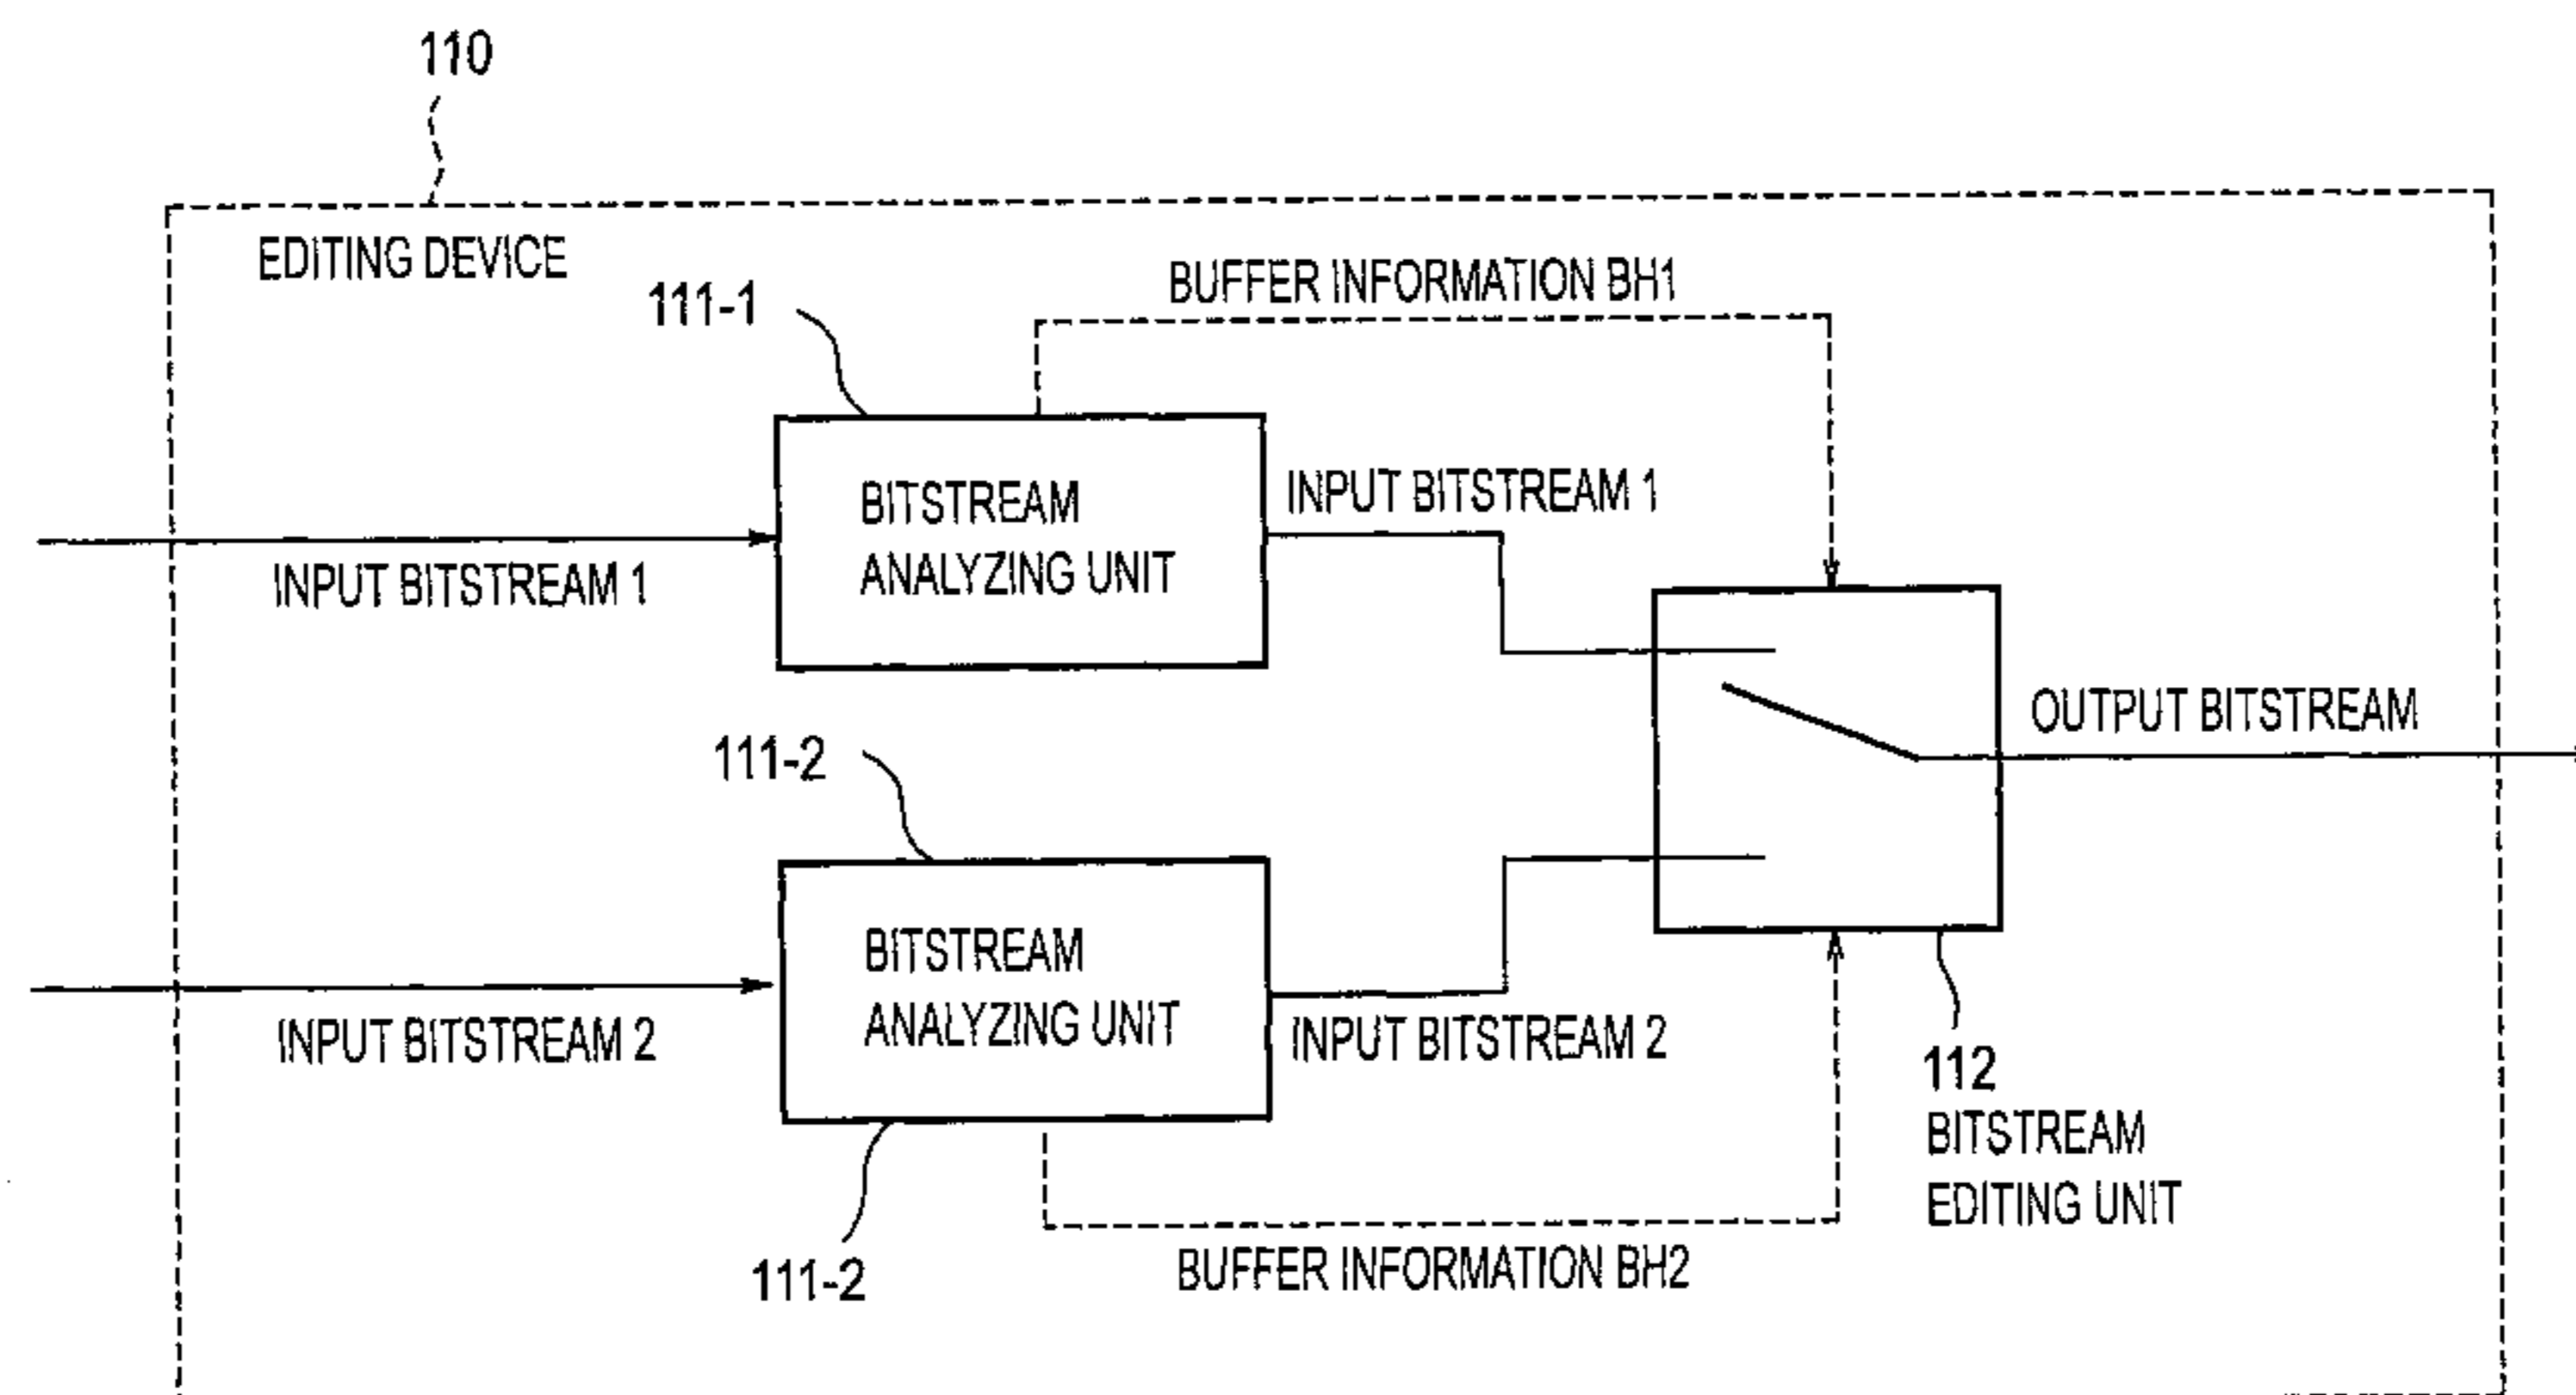 110
EDITING DEVICE
BUFFER INFORMATION BH1
111-1
BITSTREAM
ANALYZING UNIT
INPUT BITSTREAM 1
INPUT BITSTREAM 1
OUTPUT BITSTREAM
111-2
BITSTREAM
ANALYZING UNIT
INPUT BITSTREAM 2
INPUT BITSTREAM 2
112
BITSTREAM
EDITING UNIT
111-2
BUFFER INFORMATION BH2